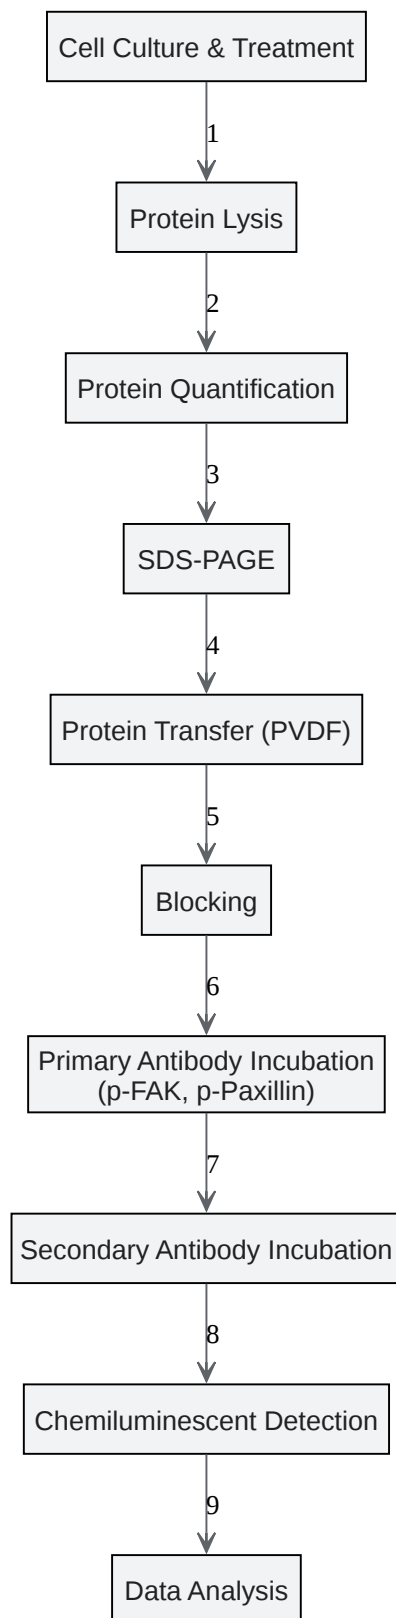 Cell Culture & Treatment
1
Protein Lysis
2
Protein Quantification
3
SDS-PAGE
4
Protein Transfer (PVDF)
5
Blocking
6
Primary Antibody Incubation
(p-FAK, p-Paxillin)
7
Secondary Antibody Incubation
8
Chemiluminescent Detection
9
Data Analysis